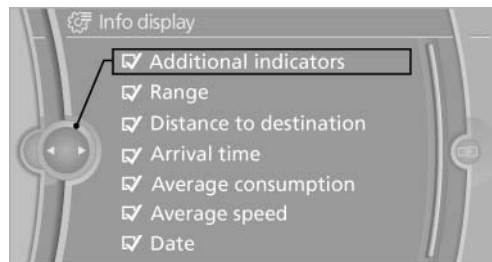 Info display
Additional indicators
Range
Distance to destination
Arrival time
Average consumption
Average speed
Date